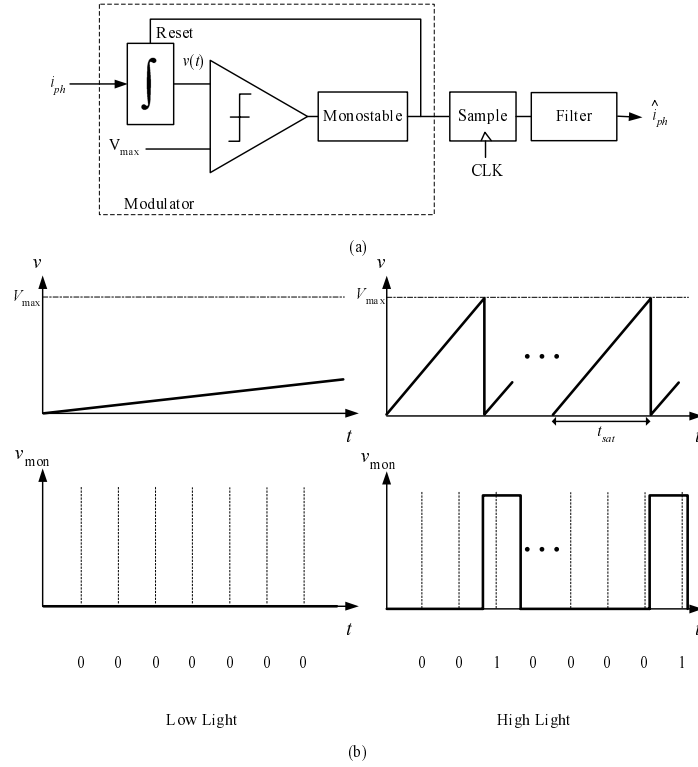 Reset
i_ph
∫
v(t)
V_max
Monostable
Sample
CLK
Filter
î_ph
Modulator
(a)
v
V_max
t
v
V_max
t_sat
t
v_mon
t
v_mon
t
0 0 0 0 0 0 0
0 0 1 0 0 0 0 1
Low Light
High Light
(b)